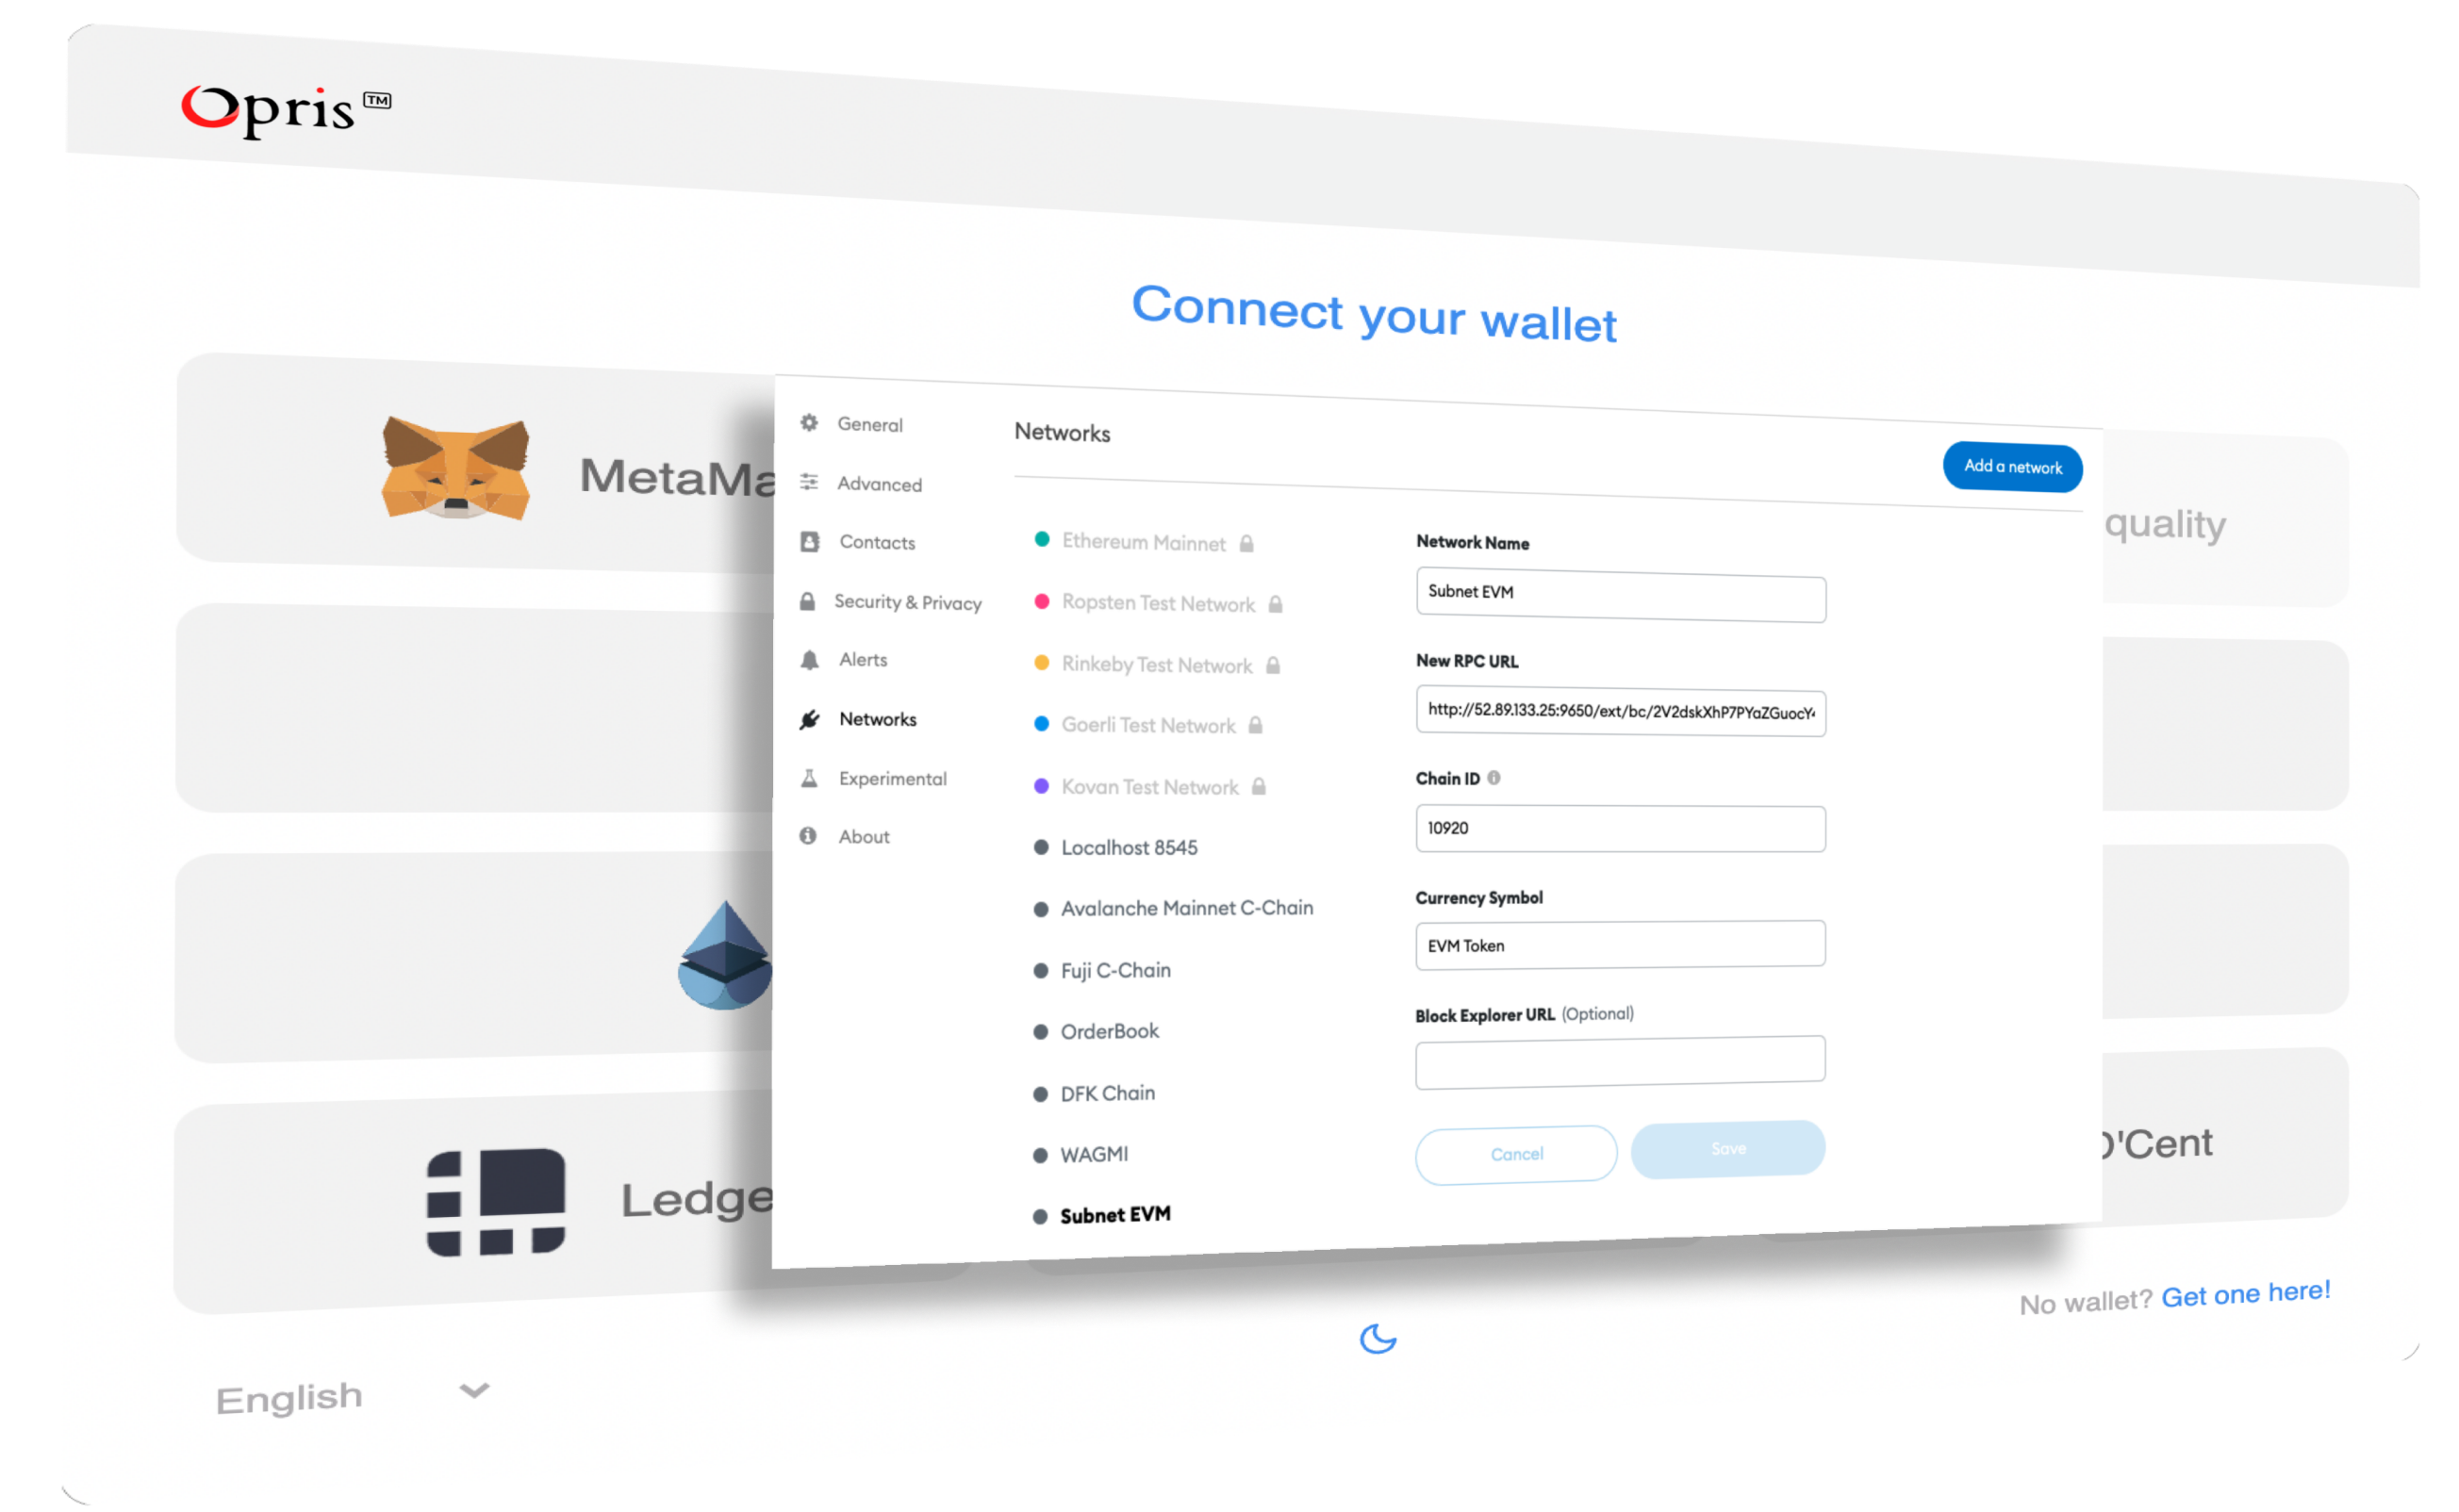 Opris TM
Connect your wallet
MetaMa
quality
Ledge
D'Cent
General
Advanced
Contacts
Security & Privacy
Alerts
Networks
Experimental
About
Networks
Add a network
Ethereum Mainnet
Ropsten Test Network
Rinkeby Test Network
Goerli Test Network
Kovan Test Network
Localhost 8545
Avalanche Mainnet C-Chain
Fuji C-Chain
OrderBook
DFK Chain
WAGMI
Subnet EVM
Network Name
Subnet EVM
New RPC URL
http://52.89.133.25:9650/ext/bc/2V2dskXhP7PYaZGuocY
Chain ID
10920
Currency Symbol
EVM Token
Block Explorer URL (Optional)
Cancel
Save
No wallet? Get one here!
English